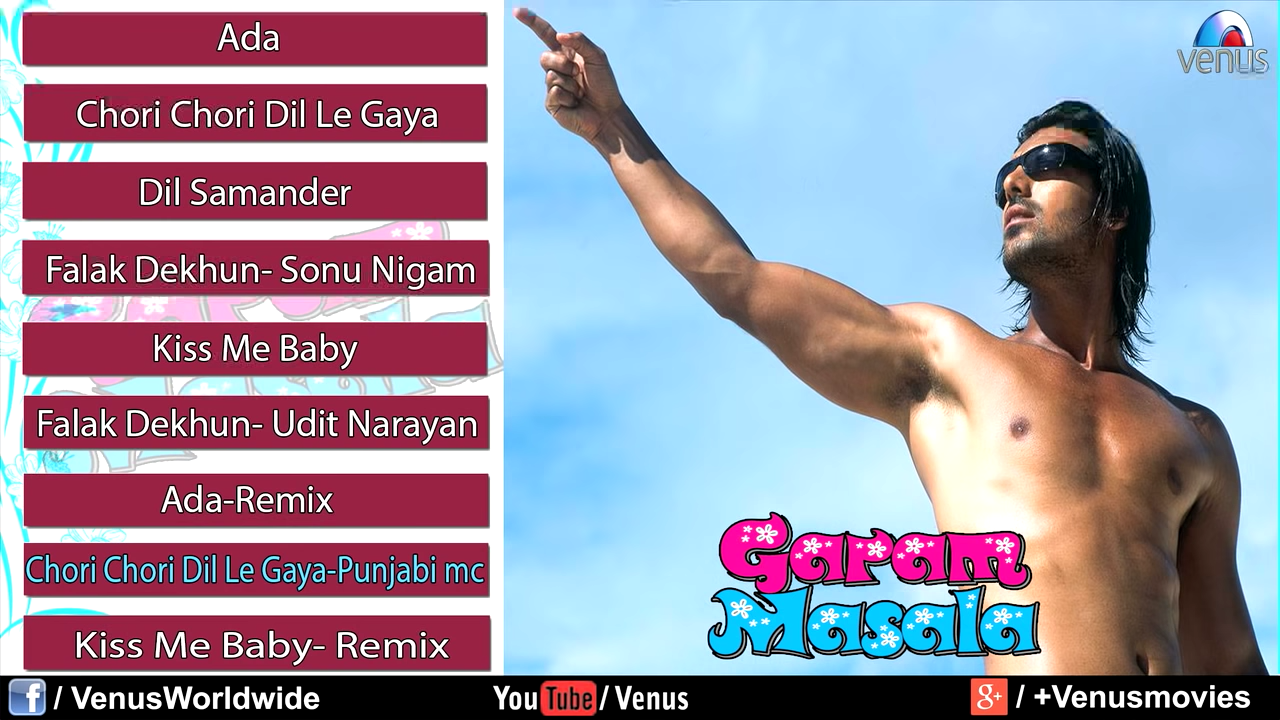 Ada
Chori Chori Dil Le Gaya
Dil Samander
Falak Dekhun- Sonu Nigam
Kiss Me Baby
Falak Dekhun- Udit Narayan
Ada-Remix
Chori Chori Dil Le Gaya-Punjabi mc
Kiss Me Baby- Remix
venus
Garam
Masala
f / VenusWorldwide
YouTube / Venus
g+ / +Venusmovies